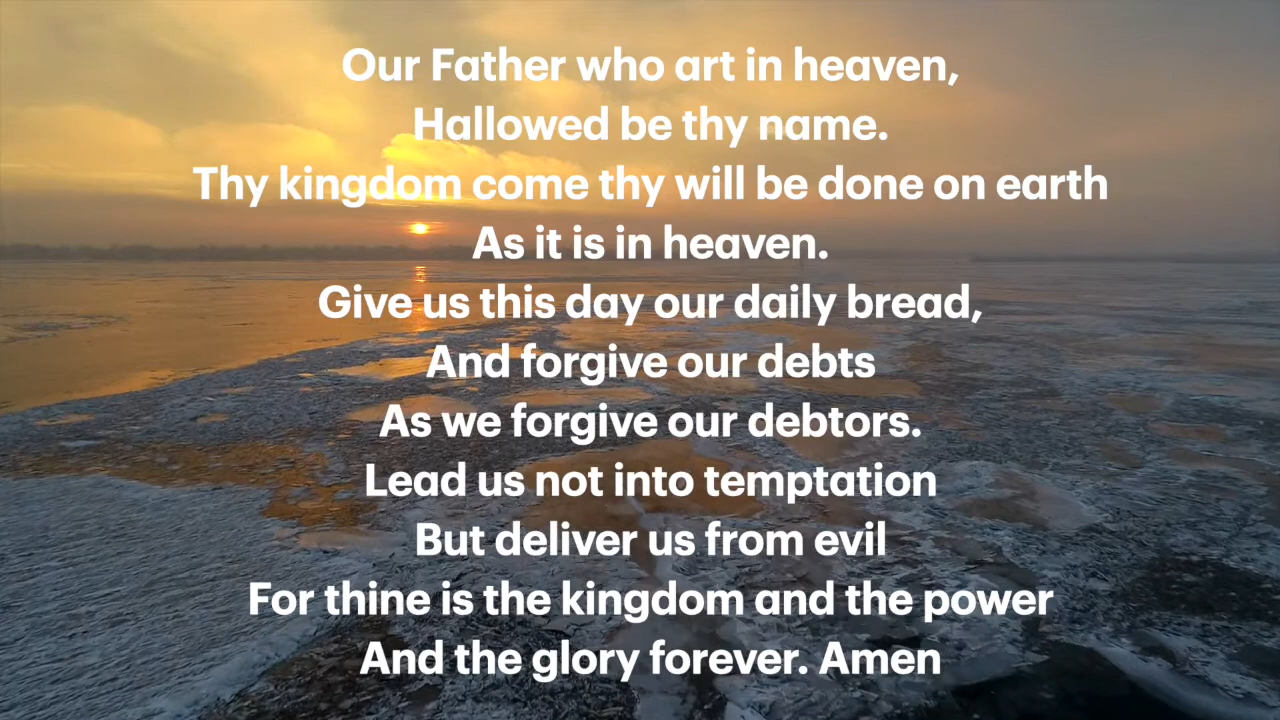 Our Father who art in heaven,
Hallowed be thy name.
Thy kingdom come thy will be done on earth
As it is in heaven.
Give us this day our daily bread,
And forgive our debts
As we forgive our debtors.
Lead us not into temptation
But deliver us from evil
For thine is the kingdom and the power
And the glory forever. Amen